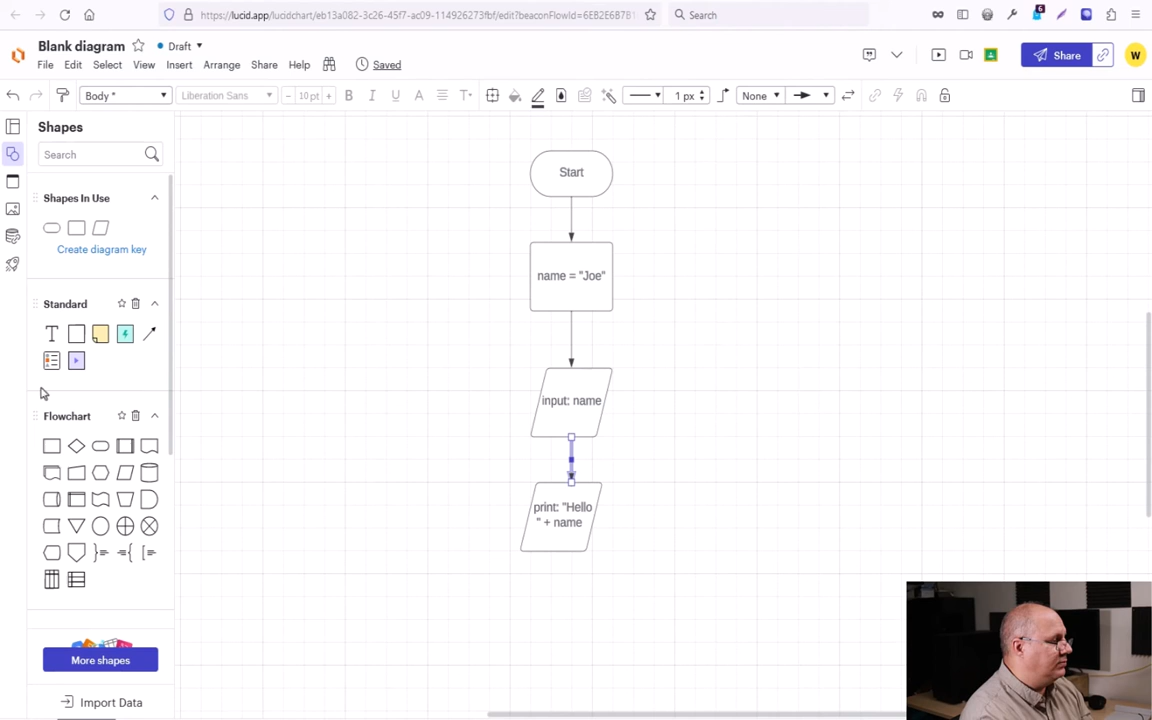 https://lucid.app/lucidchart/eb13a082-3c26-45f7-ac09-114926273fbf/edit?beaconFlowId=6EB2E6B7B1
Search
6
Blank diagram
Draft
File Edit Select View Insert Arrange Share Help
Saved
Share
W
Body *
Liberation Sans
10 pt
B I U A T
1 px
None
Shapes
Search
Shapes In Use
Create diagram key
Standard
T
Flowchart
More shapes
Import Data
Start
name = "Joe"
input: name
print: "Hello
" + name